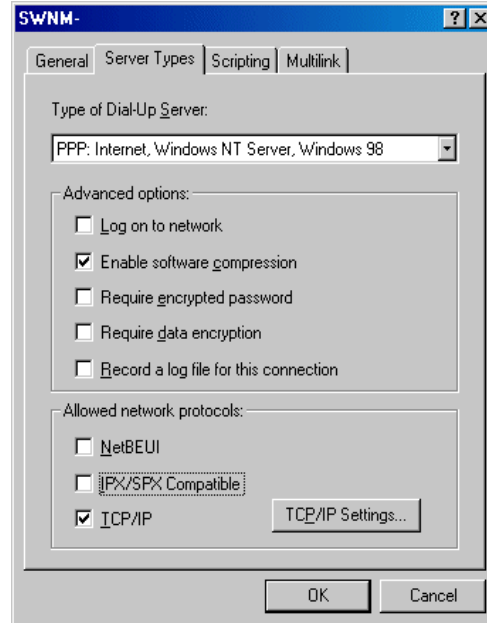 SWNM-
General Server Types Scripting Multilink
Type of Dial-Up Server:
PPP: Internet, Windows NT Server, Windows 98
Advanced options:
Log on to network
Enable software compression
Require encrypted password
Require data encryption
Record a log file for this connection
Allowed network protocols:
NetBEUI
IPX/SPX Compatible
TCP/IP TCP/IP Settings...
OK Cancel